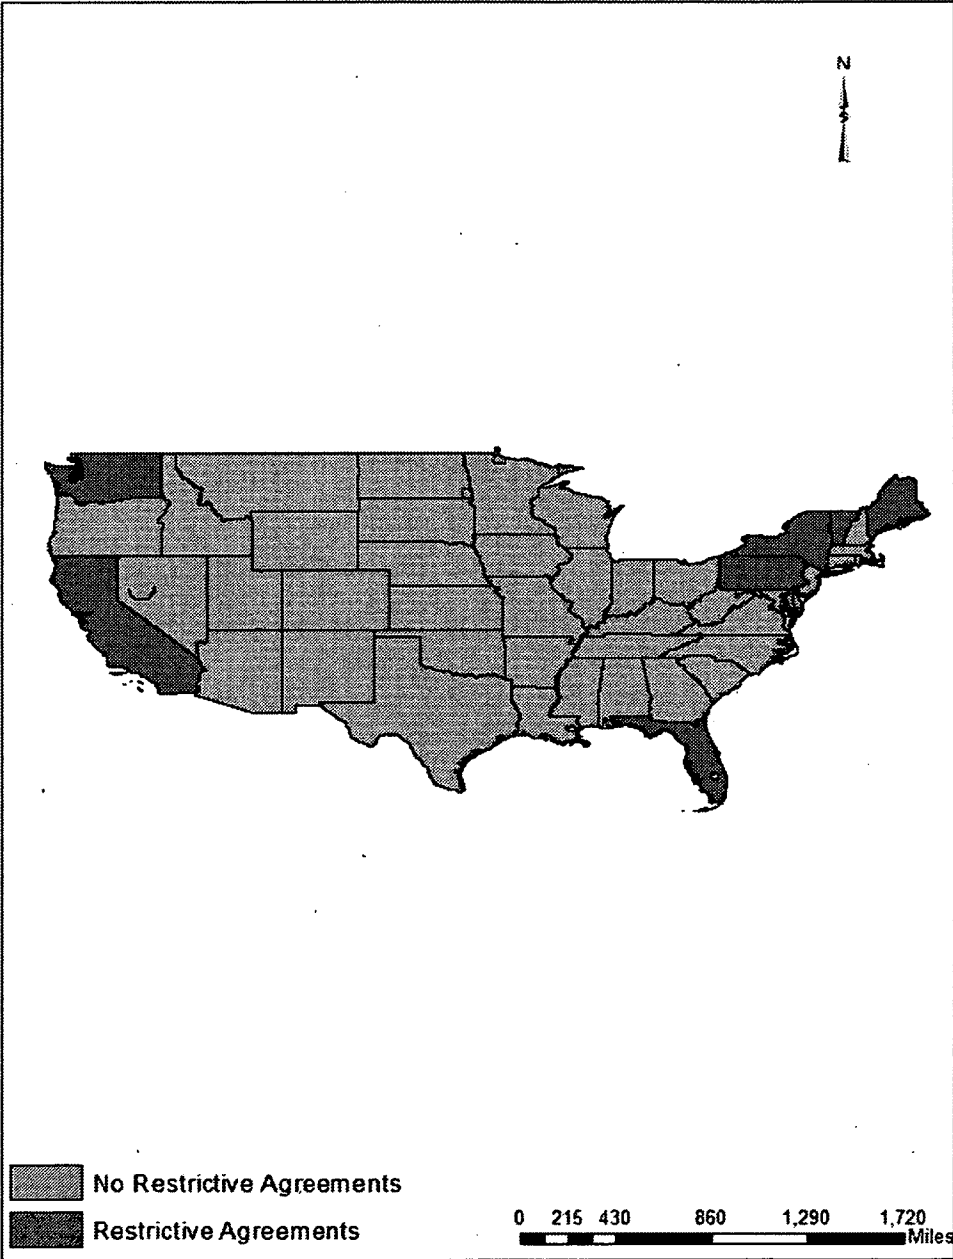 N
S
No Restrictive Agreements
Restrictive Agreements
0 215 430 860 1,290 1,720
Miles